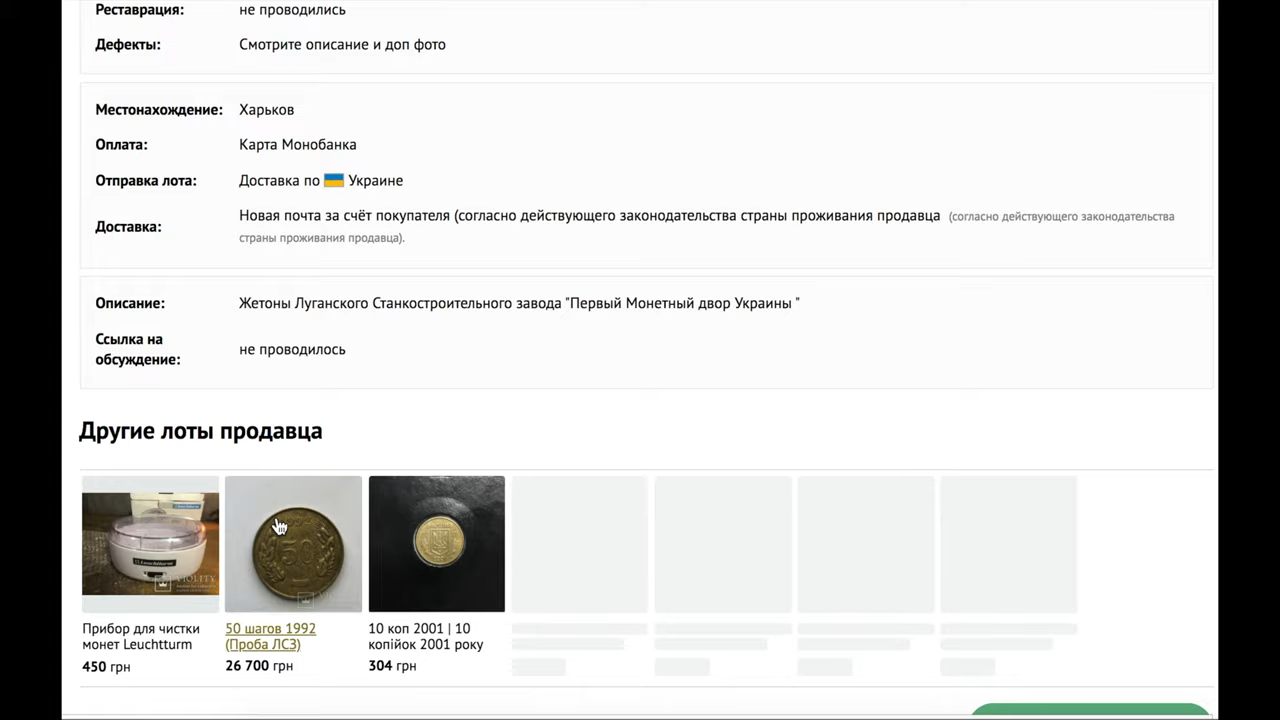 Реставрация: не проводились
Дефекты: Смотрите описание и доп фото
Местонахождение: Харьков
Оплата: Карта Монобанка
Отправка лота: Доставка по Украине
Доставка: Новая почта за счёт покупателя (согласно действующего законодательства страны проживания продавца (согласно действующего законодательства
страны проживания продавца).
Описание: Жетоны Луганского Станкостроительного завода "Первый Монетный двор Украины "
Ссылка на
обсуждение: не проводилось
Другие лоты продавца
50
VIOLITY
Прибор для чистки
монет Leuchtturm
450 грн
50 шагов 1992
(Проба ЛСЗ)
26 700 грн
10 коп 2001 | 10
копійок 2001 року
304 грн